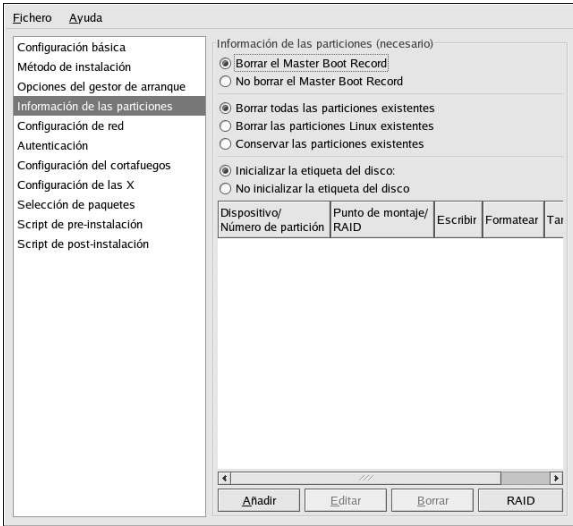 Fichero Ayuda
Configuración básica
Método de instalación
Opciones del gestor de arranque
Información de las particiones
Configuración de red
Autenticación
Configuración del cortafuegos
Configuración de las X
Selección de paquetes
Script de pre-instalación
Script de post-instalación
Información de las particiones (necesario)
Borrar el Master Boot Record
No borrar el Master Boot Record
Borrar todas las particiones existentes
Borrar las particiones Linux existentes
Conservar las particiones existentes
Inicializar la etiqueta del disco:
No inicializar la etiqueta del disco
Dispositivo/
Número de partición
Punto de montaje/
RAID
Escribir
Formatear
Añadir Editar Borrar RAID